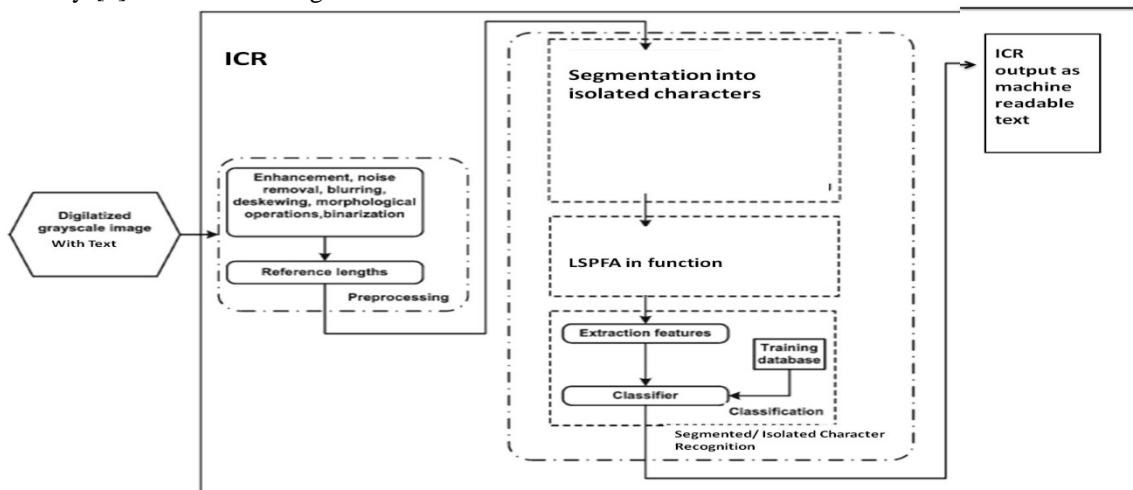 ICR
Digilatized
grayscale image
With Text
Enhancement, noise
removal, blurring,
deskewing, morphological
operations,binarization
Reference lengths
Preprocessing
Segmentation into
isolated characters
LSPFA in function
Extraction features
Training
database
Classifier
Classification
Segmented/ Isolated Character
Recognition
ICR
output as
machine
readable
text